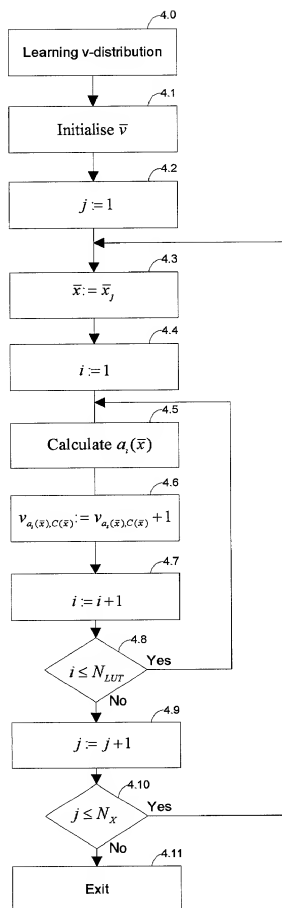 4.0
Learning v-distribution
4.1
Initialise v̄
4.2
j := 1
4.3
x̄ := x̄_J
4.4
i := 1
4.5
Calculate a_i(x̄)
4.6
v_{a_i(x̄),C(x̄)} := v_{a_i(x̄),C(x̄)} + 1
4.7
i := i+1
4.8
i ≤ N_LUT
Yes
No
4.9
j := j+1
4.10
j ≤ N_X
Yes
No
4.11
Exit